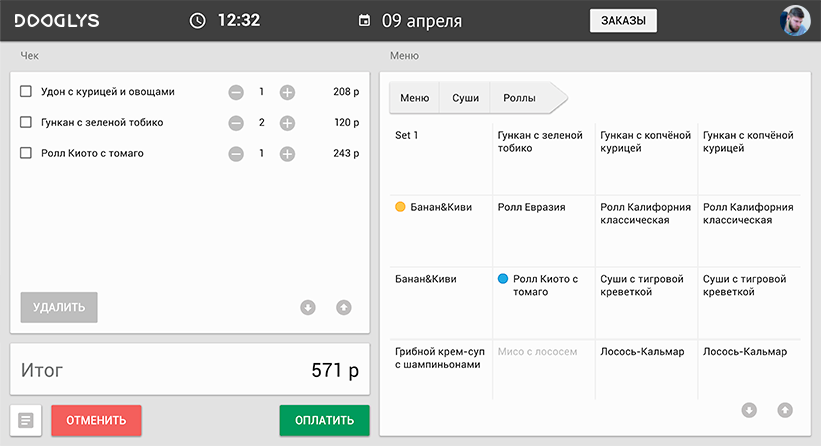 DOOGLYS
12:32
09 апреля
ЗАКАЗЫ
Чек
Меню
Удон с курицей и овощами 1 208 р
Гункан с зеленой тобико 2 120 р
Ролл Киото с томаго 1 243 р
УДАЛИТЬ
Итог 571 р
ОТМЕНИТЬ
ОПЛАТИТЬ
Меню Суши Роллы
Set 1
Гункан с зеленой
тобико
Гункан с копчёной
курицей
Гункан с копчёной
курицей
Банан&Киви
Ролл Евразия
Ролл Калифорния
классическая
Ролл Калифорния
классическая
Банан&Киви
Ролл Киото с
томаго
Суши с тигровой
креветкой
Суши с тигровой
креветкой
Грибной крем-суп
с шампиньонами
Мисо с лососем
Лосось-Кальмар
Лосось-Кальмар